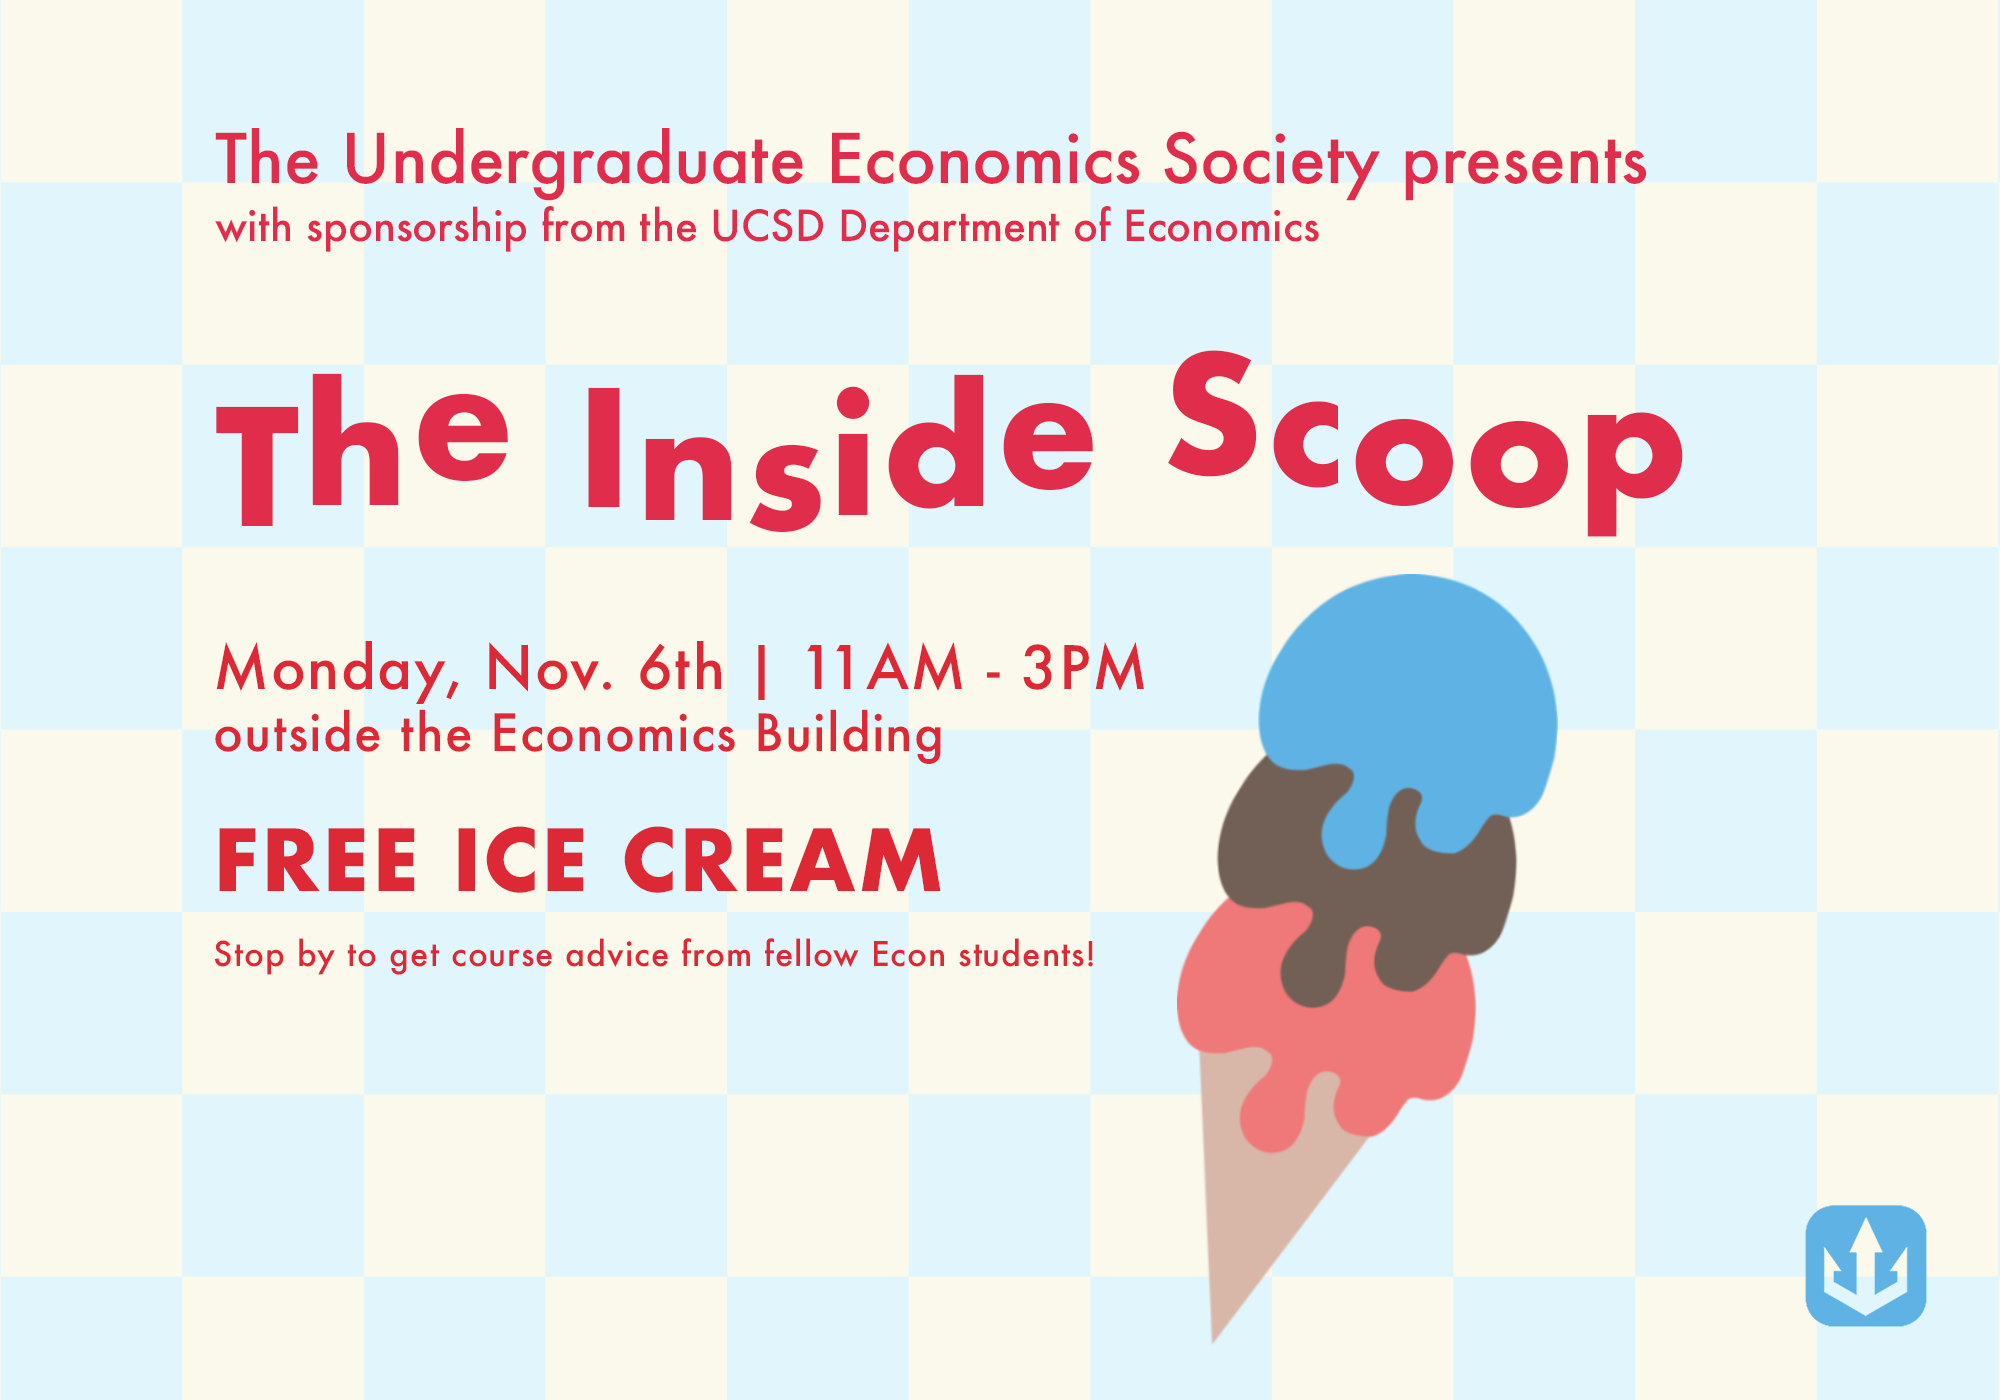 The Undergraduate Economics Society presents
with sponsorship from the UCSD Department of Economics
The Inside Scoop
Monday, Nov. 6th | 11AM - 3PM
outside the Economics Building
FREE ICE CREAM
Stop by to get course advice from fellow Econ students!